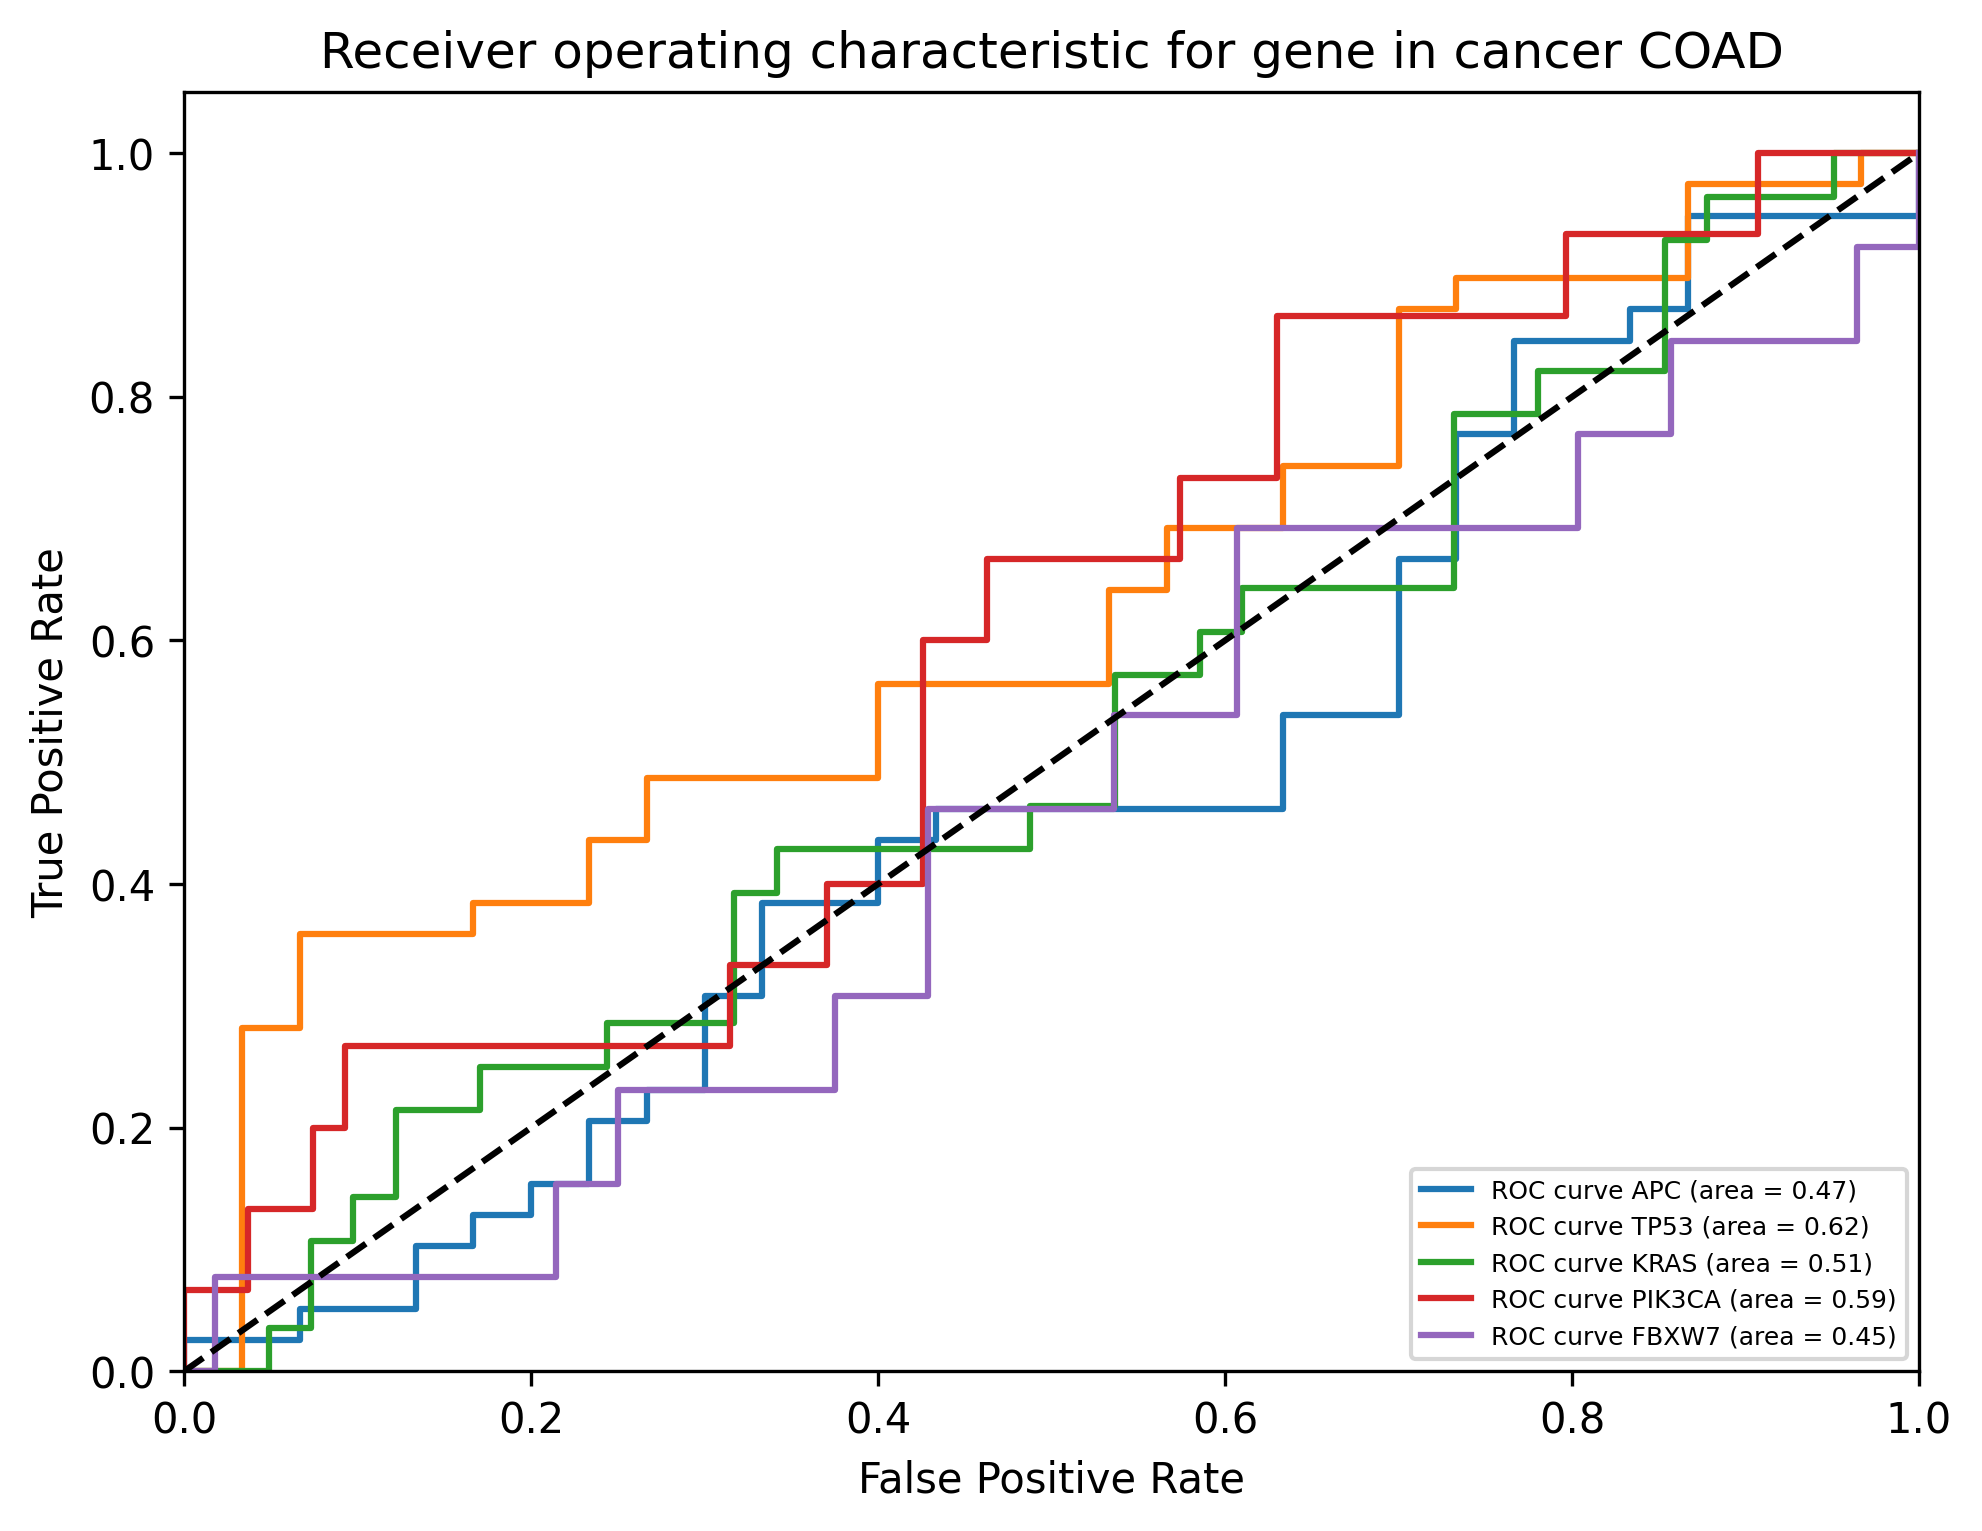 Receiver operating characteristic for gene in cancer COAD
True Positive Rate
1.0
0.8
0.6
0.4
0.2
0.0
0.0 0.2 0.4 0.6 0.8 1.0
False Positive Rate
ROC curve APC (area = 0.47)
ROC curve TP53 (area = 0.62)
ROC curve KRAS (area = 0.51)
ROC curve PIK3CA (area = 0.59)
ROC curve FBXW7 (area = 0.45)